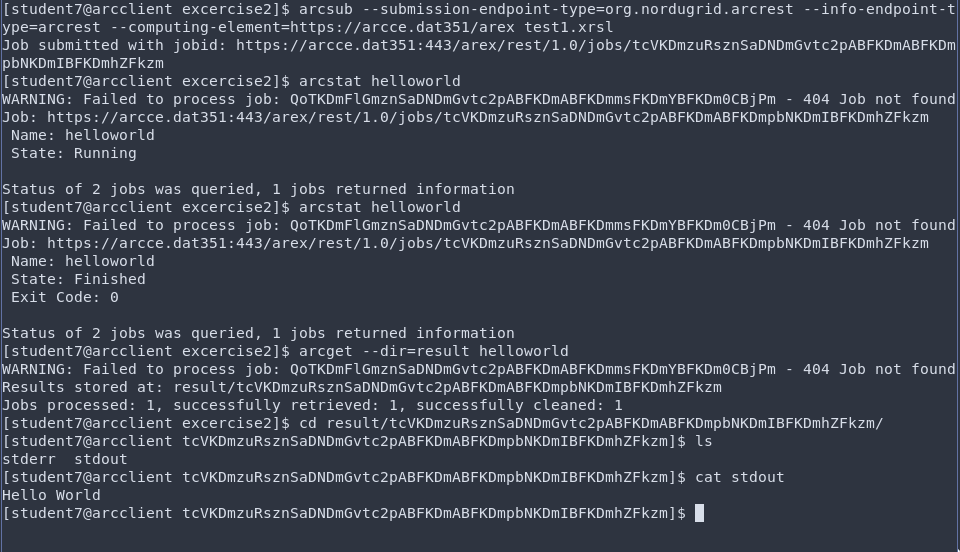 [student7@arcclient excercise2]$ arcsub --submission-endpoint-type=org.nordugrid.arcrest --info-endpoint-t
ype=arcrest --computing-element=https://arcce.dat351/arex test1.xrsl
Job submitted with jobid: https://arcce.dat351:443/arex/rest/1.0/jobs/tcVKDmzuRsznSaDNDmGvtc2pABFKDmABFKDm
pbNKDmIBFKDmhZFkzm
[student7@arcclient excercise2]$ arcstat helloworld
WARNING: Failed to process job: QoTKDmFlGmznSaDNDmGvtc2pABFKDmABFKDmmsFKDmYBFKDm0CBjPm - 404 Job not found
Job: https://arcce.dat351:443/arex/rest/1.0/jobs/tcVKDmzuRsznSaDNDmGvtc2pABFKDmABFKDmpbNKDmIBFKDmhZFkzm
 Name: helloworld
 State: Running

Status of 2 jobs was queried, 1 jobs returned information
[student7@arcclient excercise2]$ arcstat helloworld
WARNING: Failed to process job: QoTKDmFlGmznSaDNDmGvtc2pABFKDmABFKDmmsFKDmYBFKDm0CBjPm - 404 Job not found
Job: https://arcce.dat351:443/arex/rest/1.0/jobs/tcVKDmzuRsznSaDNDmGvtc2pABFKDmABFKDmpbNKDmIBFKDmhZFkzm
 Name: helloworld
 State: Finished
 Exit Code: 0

Status of 2 jobs was queried, 1 jobs returned information
[student7@arcclient excercise2]$ arcget --dir=result helloworld
WARNING: Failed to process job: QoTKDmFlGmznSaDNDmGvtc2pABFKDmABFKDmmsFKDmYBFKDm0CBjPm - 404 Job not found
Results stored at: result/tcVKDmzuRsznSaDNDmGvtc2pABFKDmABFKDmpbNKDmIBFKDmhZFkzm
Jobs processed: 1, successfully retrieved: 1, successfully cleaned: 1
[student7@arcclient excercise2]$ cd result/tcVKDmzuRsznSaDNDmGvtc2pABFKDmABFKDmpbNKDmIBFKDmhZFkzm/
[student7@arcclient tcVKDmzuRsznSaDNDmGvtc2pABFKDmABFKDmpbNKDmIBFKDmhZFkzm]$ ls
stderr  stdout
[student7@arcclient tcVKDmzuRsznSaDNDmGvtc2pABFKDmABFKDmpbNKDmIBFKDmhZFkzm]$ cat stdout
Hello World
[student7@arcclient tcVKDmzuRsznSaDNDmGvtc2pABFKDmABFKDmpbNKDmIBFKDmhZFkzm]$